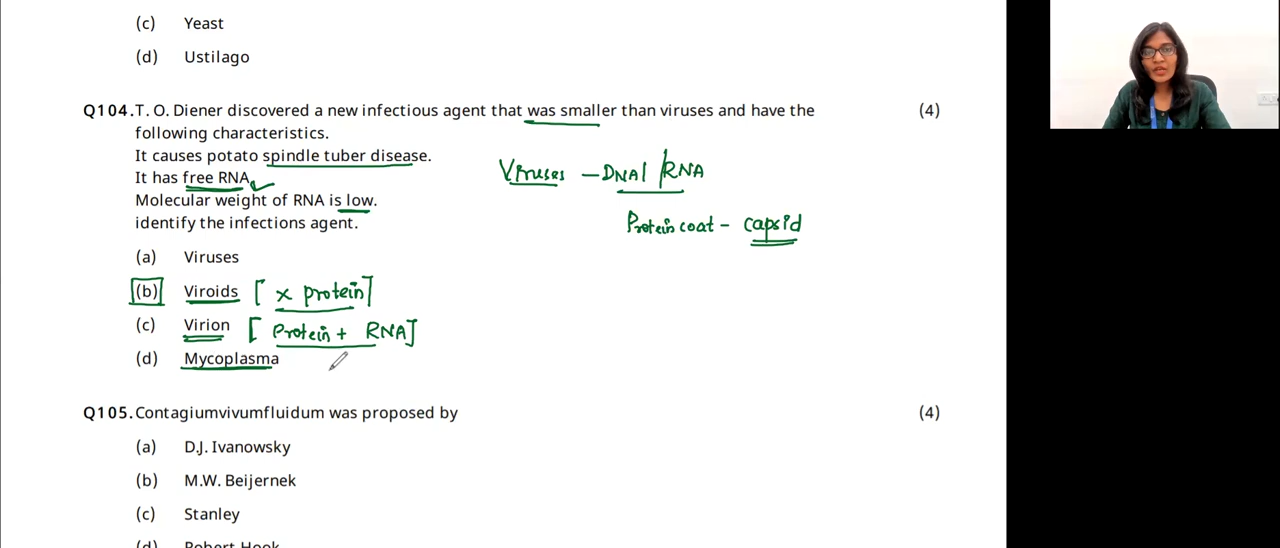 (c) Yeast
(d) Ustilago
Q104. T. O. Diener discovered a new infectious agent that was smaller than viruses and have the (4)
following characteristics.
It causes potato spindle tuber disease.
It has free RNA
Molecular weight of RNA is low.
identify the infections agent.
Viruses – DNA / RNA
Protein coat – capsid
(a) Viruses
(b) Viroids [ x protein]
(c) Virion [ Protein + RNA]
(d) Mycoplasma
Q105. Contagiumvivumfluidum was proposed by (4)
(a) D.J. Ivanowsky
(b) M.W. Beijernek
(c) Stanley
(d) Robert Hook